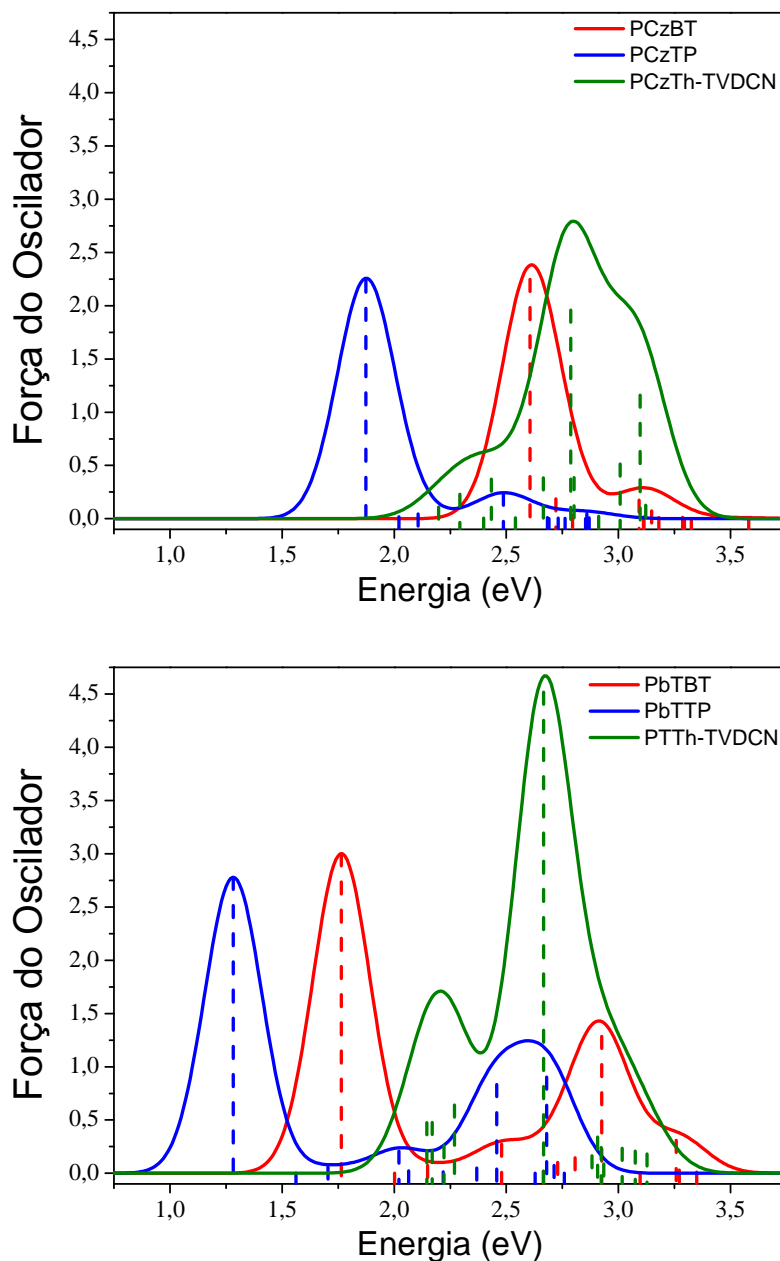 4,5
4,0
3,5
3,0
2,5
2,0
1,5
1,0
0,5
0,0
Força do Oscilador
PCzBT
PCzTP
PCzTh-TVDCN
1,0 1,5 2,0 2,5 3,0 3,5
Energia (eV)
4,5
4,0
3,5
3,0
2,5
2,0
1,5
1,0
0,5
0,0
Força do Oscilador
PbTBT
PbTTP
PTTh-TVDCN
1,0 1,5 2,0 2,5 3,0 3,5
Energia (eV)